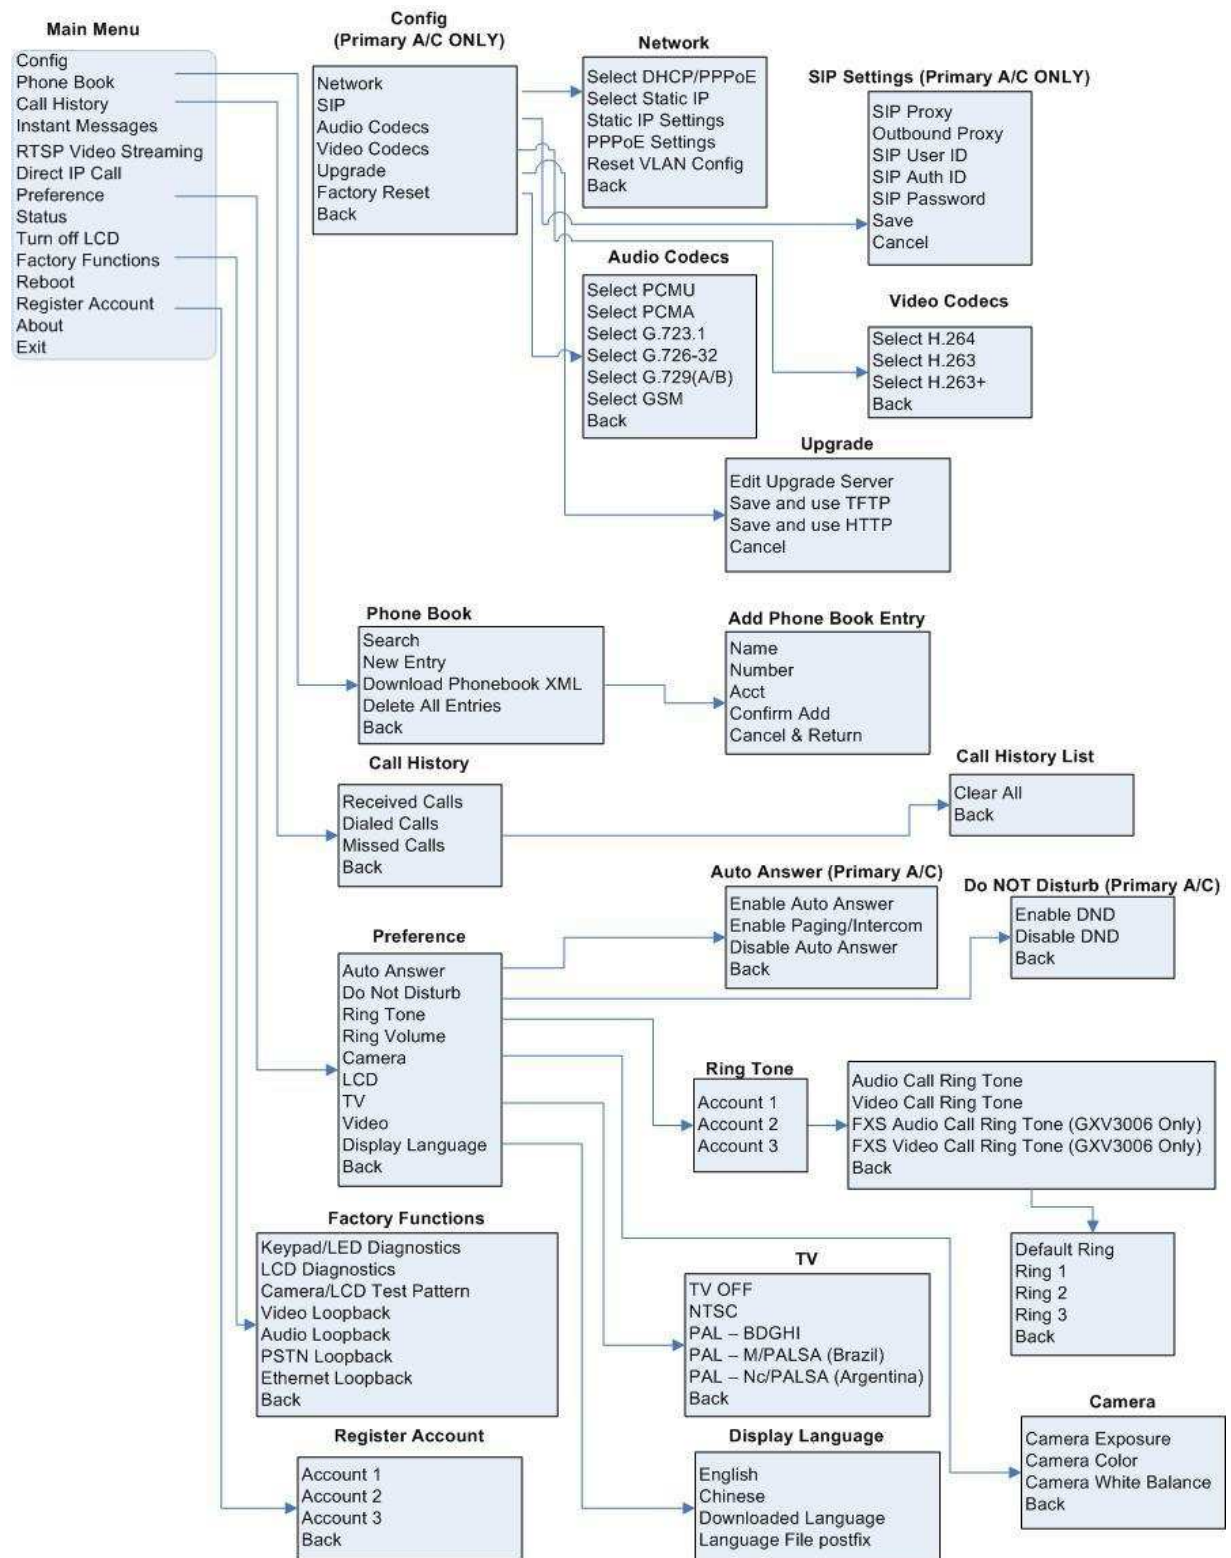 Main Menu
Config
Phone Book
Call History
Instant Messages
RTSP Video Streaming
Direct IP Call
Preference
Status
Turn off LCD
Factory Functions
Reboot
Register Account
About
Exit
Config
(Primary A/C ONLY)
Network
SIP
Audio Codecs
Video Codecs
Upgrade
Factory Reset
Back
Network
Select DHCP/PPPoE
Select Static IP
Static IP Settings
PPPoE Settings
Reset VLAN Config
Back
SIP Settings (Primary A/C ONLY)
SIP Proxy
Outbound Proxy
SIP User ID
SIP Auth ID
SIP Password
Save
Cancel
Audio Codecs
Select PCMU
Select PCMA
Select G.723.1
Select G.726-32
Select G.729(A/B)
Select GSM
Back
Video Codecs
Select H.264
Select H.263
Select H.263+
Back
Upgrade
Edit Upgrade Server
Save and use TFTP
Save and use HTTP
Cancel
Phone Book
Search
New Entry
Download Phonebook XML
Delete All Entries
Back
Add Phone Book Entry
Name
Number
Acct
Confirm Add
Cancel & Return
Call History
Received Calls
Dialed Calls
Missed Calls
Back
Call History List
Clear All
Back
Auto Answer (Primary A/C)
Enable Auto Answer
Enable Paging/Intercom
Disable Auto Answer
Back
Do NOT Disturb (Primary A/C)
Enable DND
Disable DND
Back
Preference
Auto Answer
Do Not Disturb
Ring Tone
Ring Volume
Camera
LCD
TV
Video
Display Language
Back
Ring Tone
Account 1
Account 2
Account 3
Audio Call Ring Tone
Video Call Ring Tone
FXS Audio Call Ring Tone (GXV3006 Only)
FXS Video Call Ring Tone (GXV3006 Only)
Back
Default Ring
Ring 1
Ring 2
Ring 3
Back
Factory Functions
Keypad/LED Diagnostics
LCD Diagnostics
Camera/LCD Test Pattern
Video Loopback
Audio Loopback
PSTN Loopback
Ethernet Loopback
Back
TV
TV OFF
NTSC
PAL – BDGHI
PAL – M/PALSA (Brazil)
PAL – Nc/PALSA (Argentina)
Back
Camera
Camera Exposure
Camera Color
Camera White Balance
Back
Register Account
Account 1
Account 2
Account 3
Back
Display Language
English
Chinese
Downloaded Language
Language File postfix